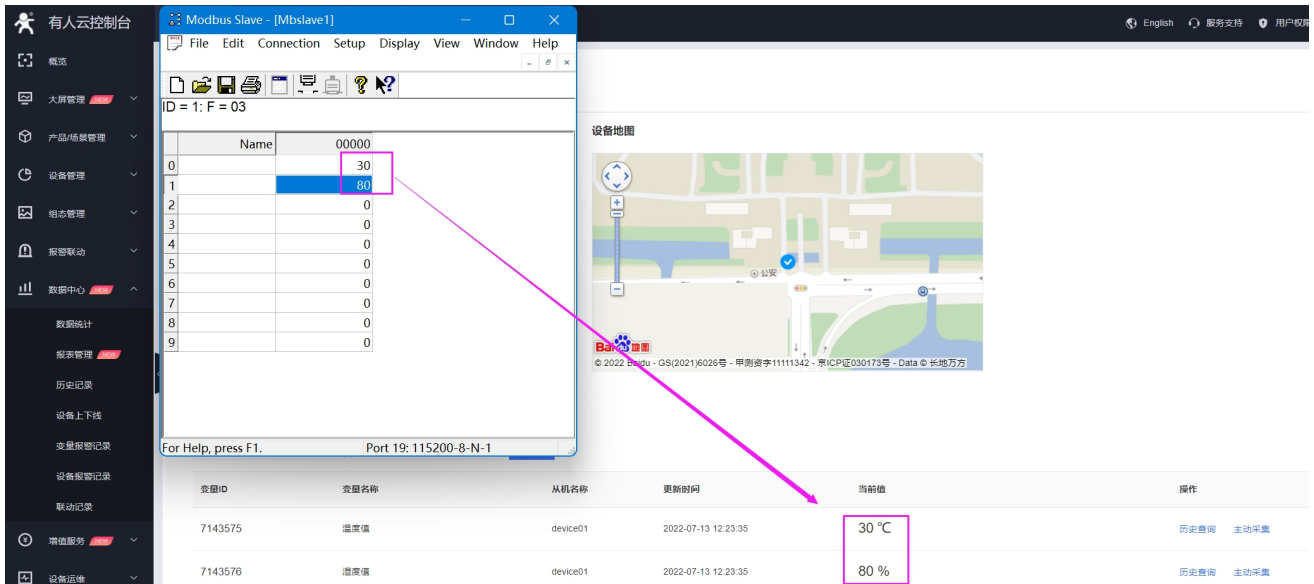 有人云控制台
English 服务支持 用户权限
概览
大屏管理 NEW
产品/场景管理
设备管理
组态管理
报警联动
数据中心 NEW
数据统计
报表管理 NEW
历史记录
设备上下线
变量报警记录
设备报警记录
联动记录
增值服务 NEW
设备运维
Modbus Slave - [Mbslave1]
File Edit Connection Setup Display View Window Help
ID = 1: F = 03
Name 00000
0 30
1 80
2 0
3 0
4 0
5 0
6 0
7 0
8 0
9 0
For Help, press F1. Port 19: 115200-8-N-1
设备地图
公安
Bai 地图
© 2022 Baidu - GS(2021)6026号 - 甲测资字11111342 - 京ICP证030173号 - Data © 长地万方
变量ID 变量名称 从机名称 更新时间 当前值 操作
7143575 温度值 device01 2022-07-13 12:23:35 30 ℃ 历史查询 主动采集
7143576 湿度值 device01 2022-07-13 12:23:35 80 % 历史查询 主动采集